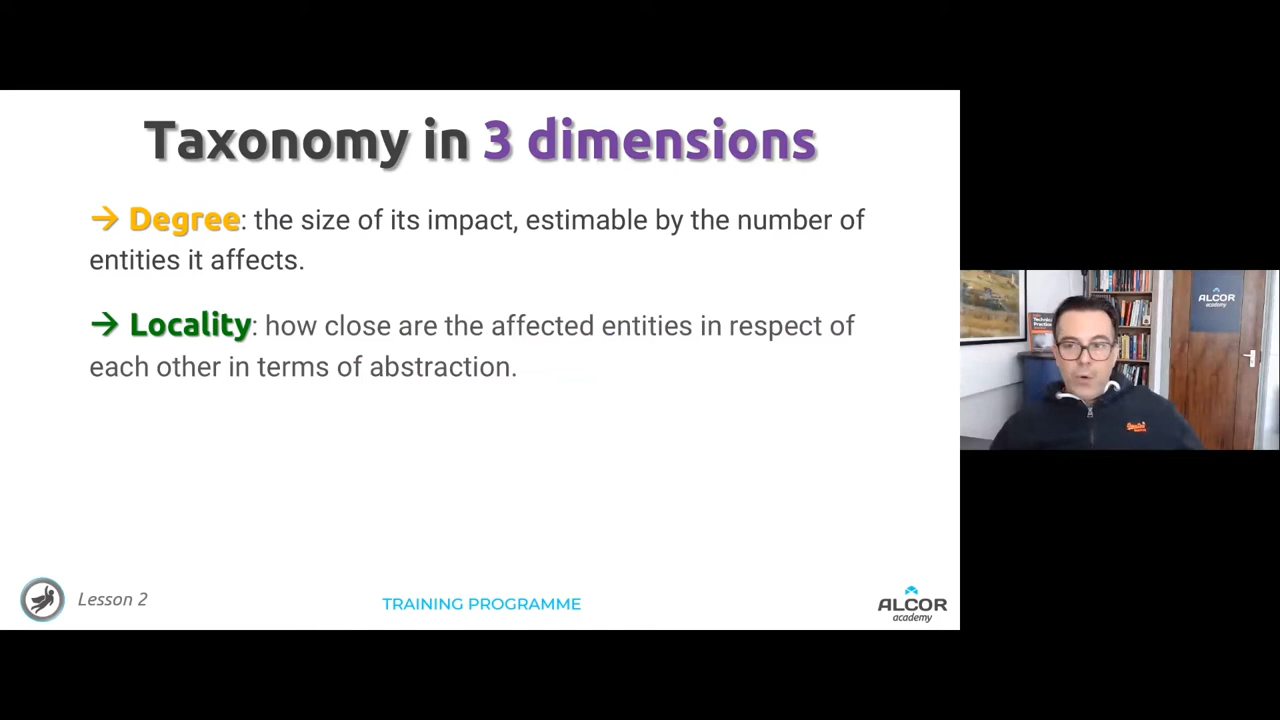 Taxonomy in 3 dimensions
→ Degree: the size of its impact, estimable by the number of
entities it affects.
→ Locality: how close are the affected entities in respect of
each other in terms of abstraction.
Lesson 2
TRAINING PROGRAMME
ALCOR
academy
ALCOR
academy